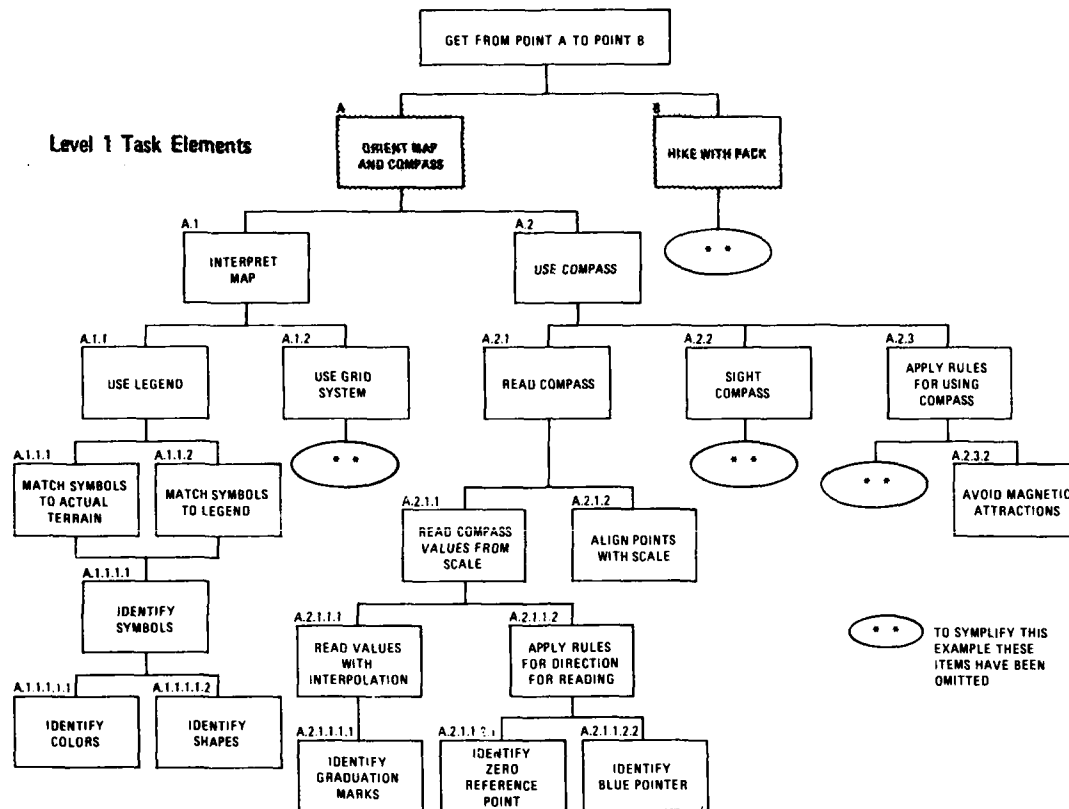 GET FROM POINT A TO POINT B
Level 1 Task Elements
A
ORIENT MAP
AND COMPASS
B
HIKE WITH PACK
* *
A.1
INTERPRET
MAP
A.2
USE COMPASS
A.1.1
USE LEGEND
A.1.2
USE GRID
SYSTEM
* *
A.2.1
READ COMPASS
A.2.2
SIGHT
COMPASS
* *
A.2.3
APPLY RULES
FOR USING
COMPASS
* *
A.2.3.2
AVOID MAGNETIC
ATTRACTIONS
A.1.1.1
MATCH SYMBOLS
TO ACTUAL
TERRAIN
A.1.1.2
MATCH SYMBOLS
TO LEGEND
A.2.1.1
READ COMPASS
VALUES FROM
SCALE
A.2.1.2
ALIGN POINTS
WITH SCALE
A.1.1.1.1
IDENTIFY
SYMBOLS
A.2.1.1.1
READ VALUES
WITH
INTERPOLATION
A.2.1.1.2
APPLY RULES
FOR DIRECTION
FOR READING
A.1.1.1.1.1
IDENTIFY
COLORS
A.1.1.1.1.2
IDENTIFY
SHAPES
A.2.1.1.1.1
IDENTIFY
GRADUATION
MARKS
A.2.1.1.2.1
IDENTIFY
ZERO
REFERENCE
POINT
A.2.1.1.2.2
IDENTIFY
BLUE POINTER
* *
TO SYMPLIFY THIS
EXAMPLE THESE
ITEMS HAVE BEEN
OMITTED